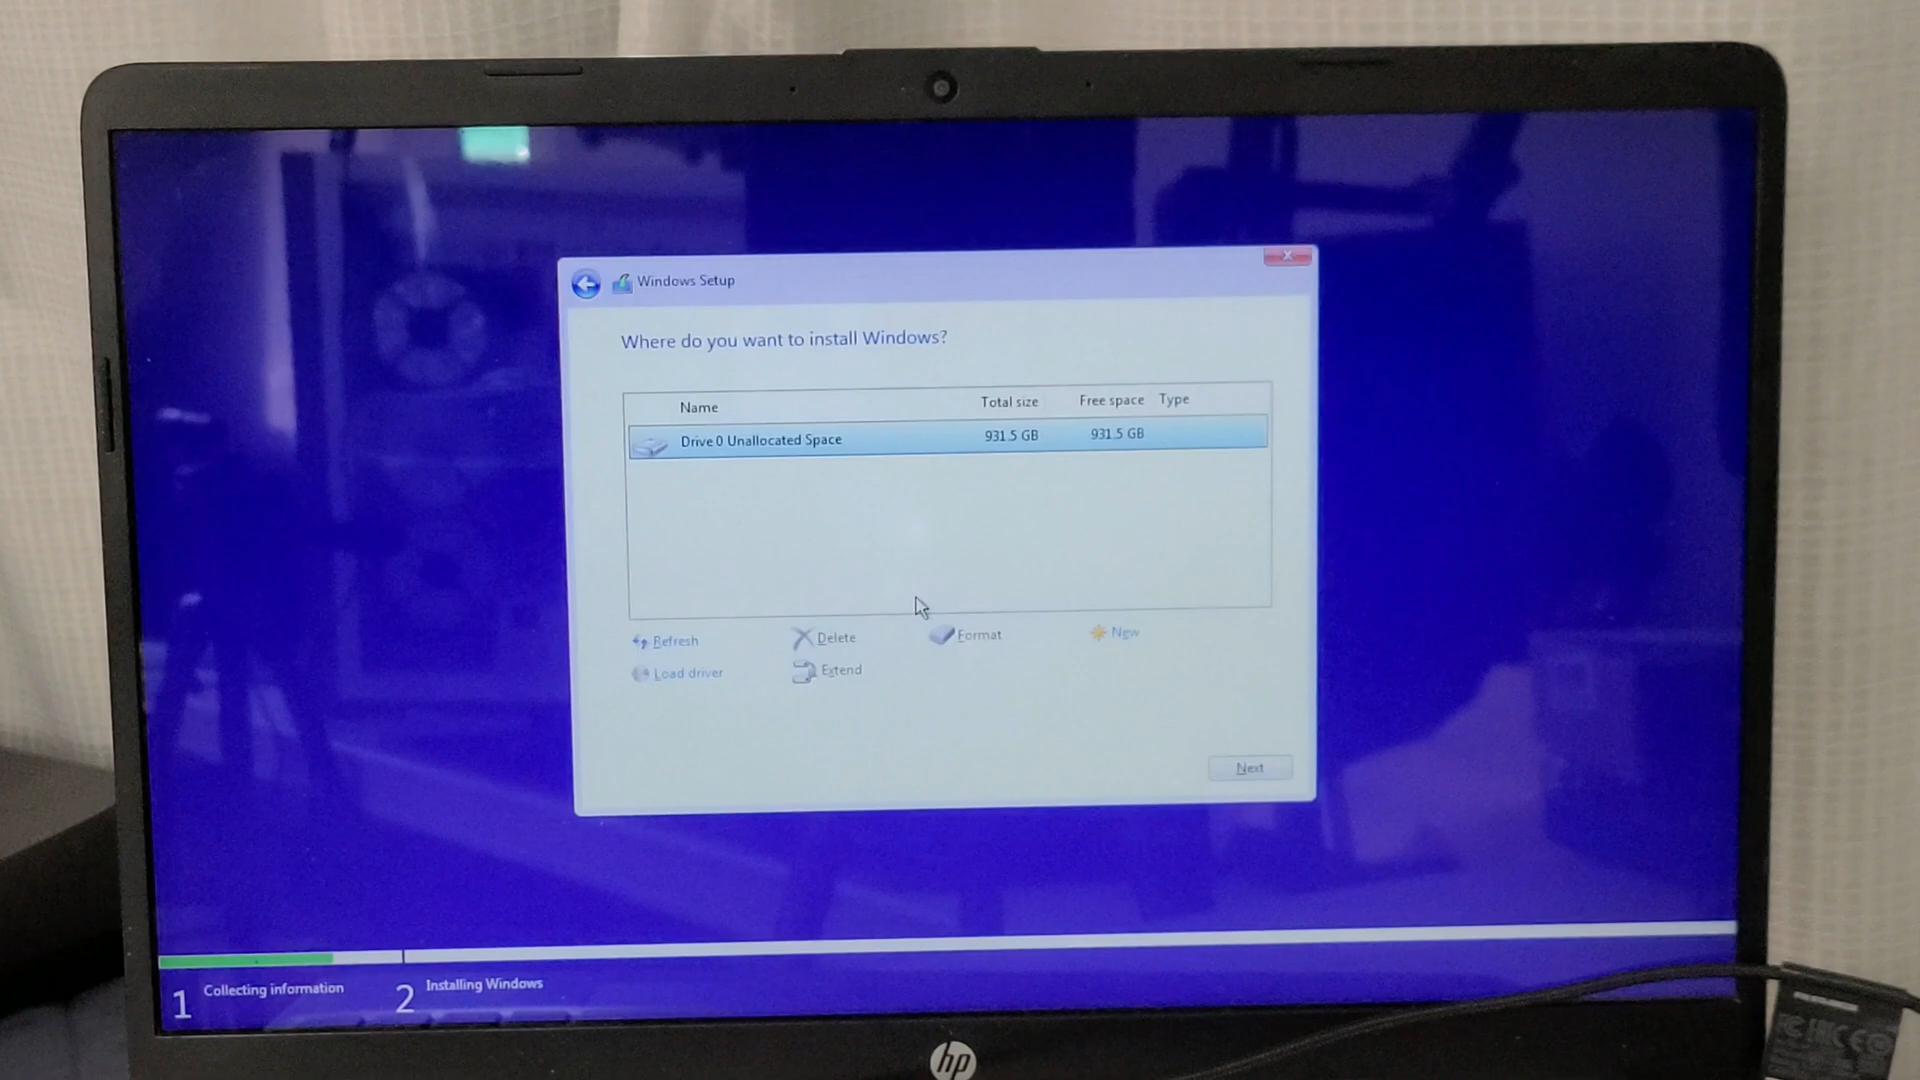 Windows Setup
Where do you want to install Windows?
Name Total size Free space Type
Drive 0 Unallocated Space 931.5 GB 931.5 GB
Refresh Delete Format New
Load driver Extend
Next
1 Collecting information 2 Installing Windows
hp